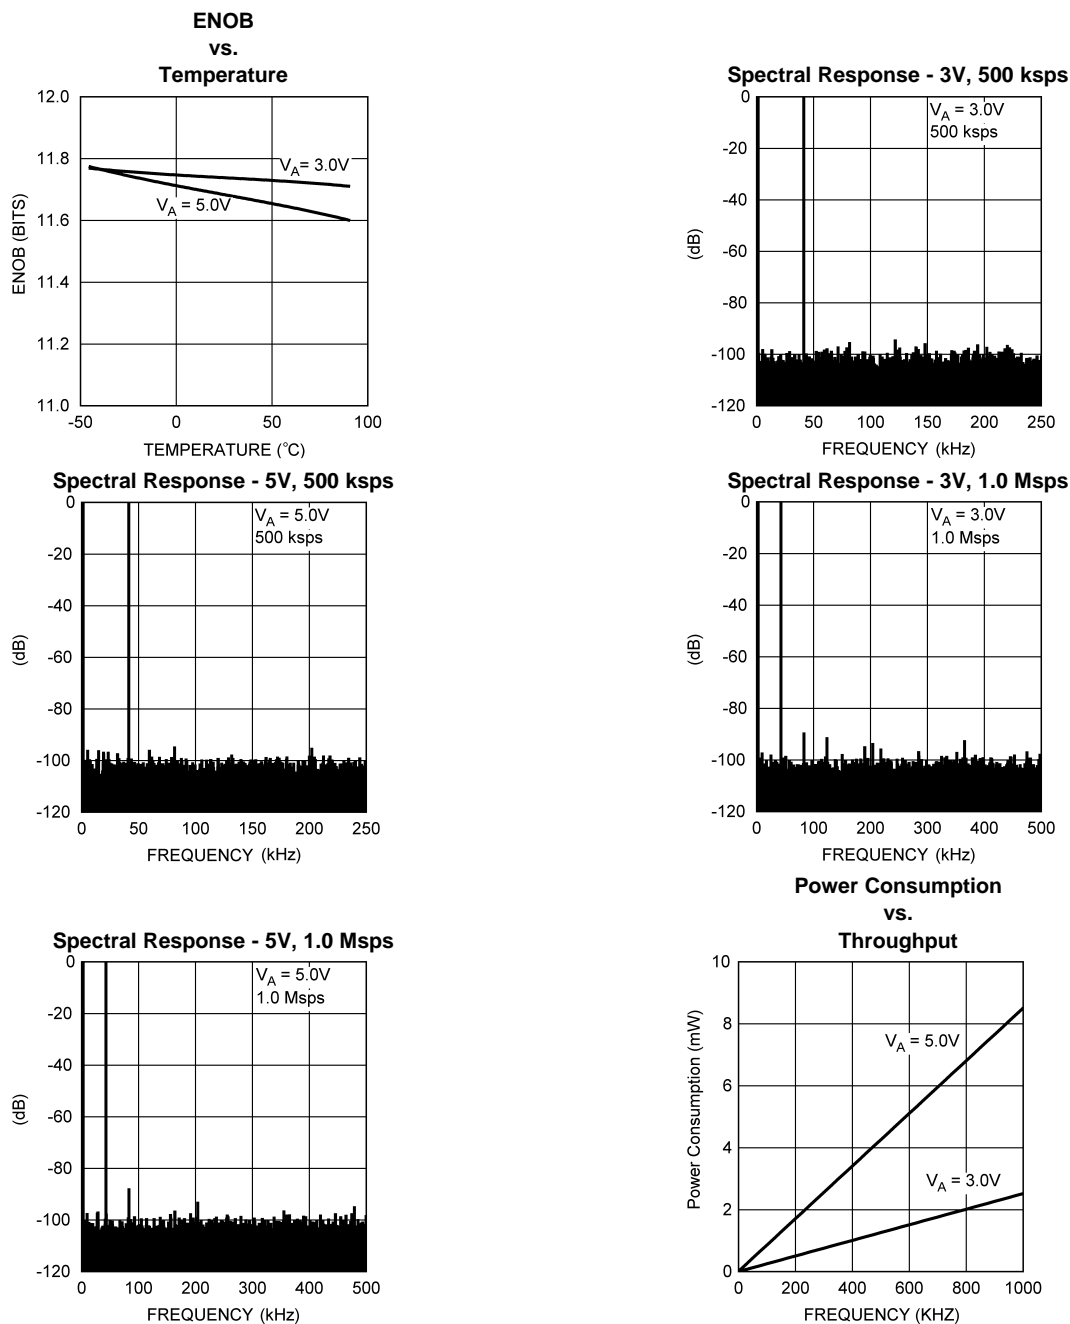 ENOB
vs.
Temperature
12.0
11.8
11.6
11.4
11.2
11.0
ENOB (BITS)
VA = 3.0V
VA = 5.0V
-50
0
50
100
TEMPERATURE (°C)
Spectral Response - 3V, 500 ksps
0
-20
-40
-60
-80
-100
-120
(dB)
VA = 3.0V
500 ksps
0
50
100
150
200
250
FREQUENCY (kHz)
Spectral Response - 5V, 500 ksps
0
-20
-40
-60
-80
-100
-120
(dB)
VA = 5.0V
500 ksps
0
50
100
150
200
250
FREQUENCY (kHz)
Spectral Response - 3V, 1.0 Msps
0
-20
-40
-60
-80
-100
-120
(dB)
VA = 3.0V
1.0 Msps
0
100
200
300
400
500
FREQUENCY (kHz)
Spectral Response - 5V, 1.0 Msps
0
-20
-40
-60
-80
-100
-120
(dB)
VA = 5.0V
1.0 Msps
0
100
200
300
400
500
FREQUENCY (kHz)
Power Consumption
vs.
Throughput
10
8
6
4
2
0
Power Consumption (mW)
VA = 5.0V
VA = 3.0V
0
200
400
600
800
1000
FREQUENCY (KHZ)